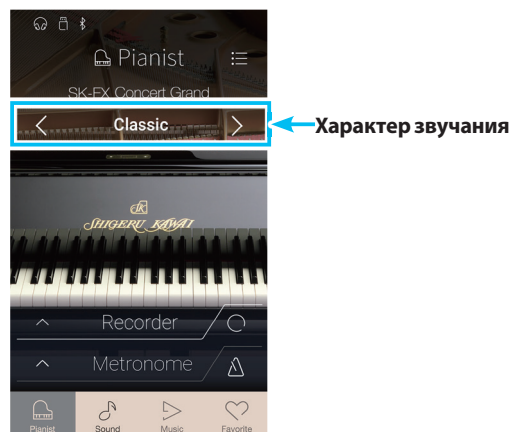 Pianist
SK-EX Concert Grand
Classic
Характер звучания
SHIGERU KAWAI
Recorder
Metronome
Pianist
Sound
Music
Favorite